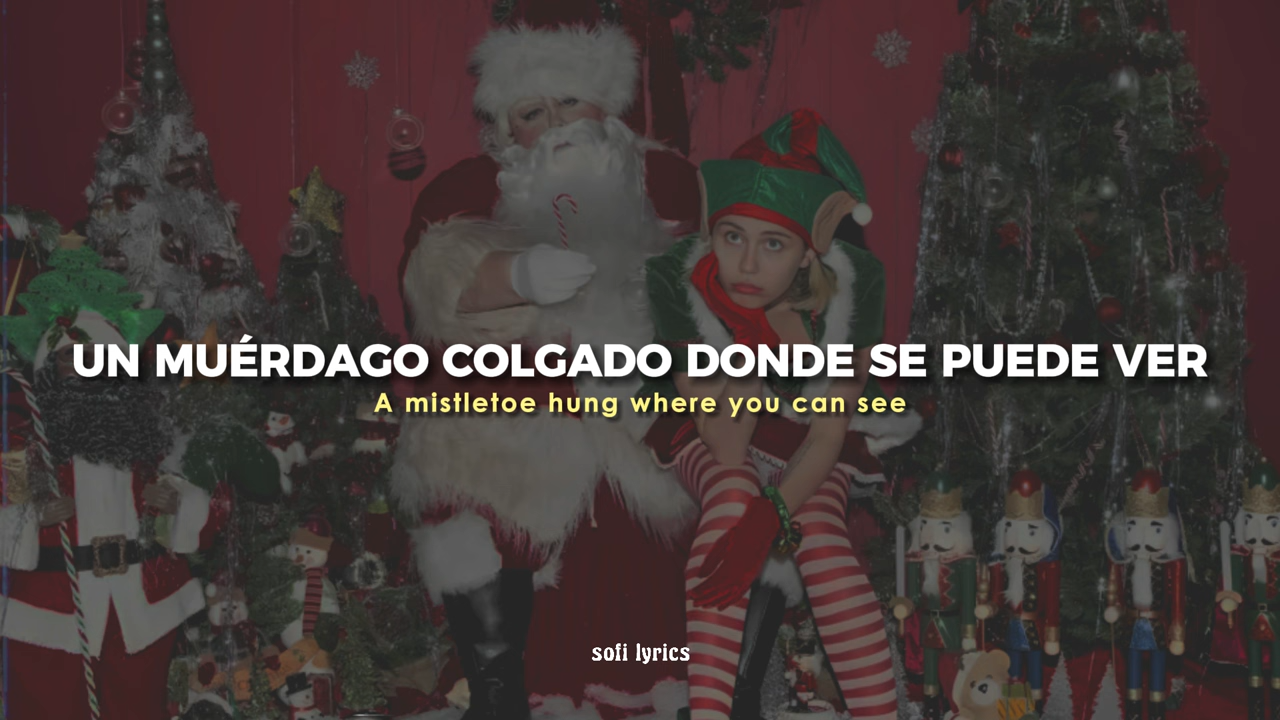 UN MUÉRDAGO COLGADO DONDE SE PUEDE VER
A mistletoe hung where you can see
sofi lyrics